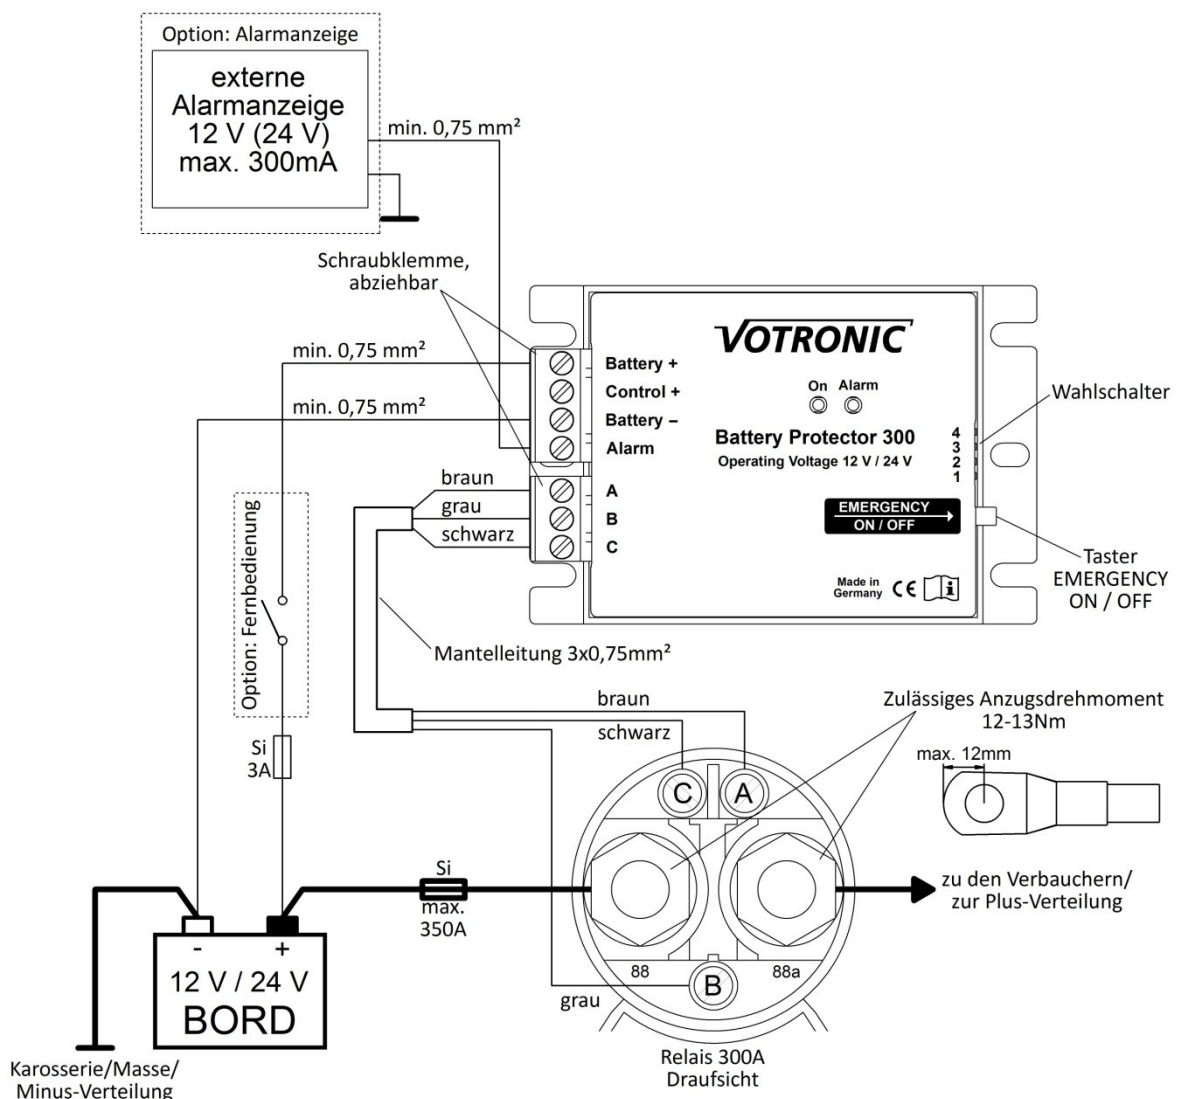 Option: Alarmanzeige
externe
Alarmanzeige
12 V (24 V)
max. 300mA
min. 0,75 mm²
Schraubklemme,
abziehbar
min. 0,75 mm²
min. 0,75 mm²
VOTRONIC
Battery +
Control +
Battery –
Alarm
On Alarm
Battery Protector 300
Operating Voltage 12 V / 24 V
4
3
2
1
Wahlschalter
braun
grau
schwarz
A
B
C
EMERGENCY
ON / OFF
Made in
Germany
CE
i
Taster
EMERGENCY
ON / OFF
Option: Fernbedienung
Mantelleitung 3x0,75mm²
Si
3A
braun
schwarz
Zulässiges Anzugsdrehmoment
12-13Nm
max. 12mm
C
A
Si
max.
350A
zu den Verbauchern/
zur Plus-Verteilung
-
+
12 V / 24 V
BORD
88
88a
B
grau
Relais 300A
Draufsicht
Karosserie/Masse/
Minus-Verteilung